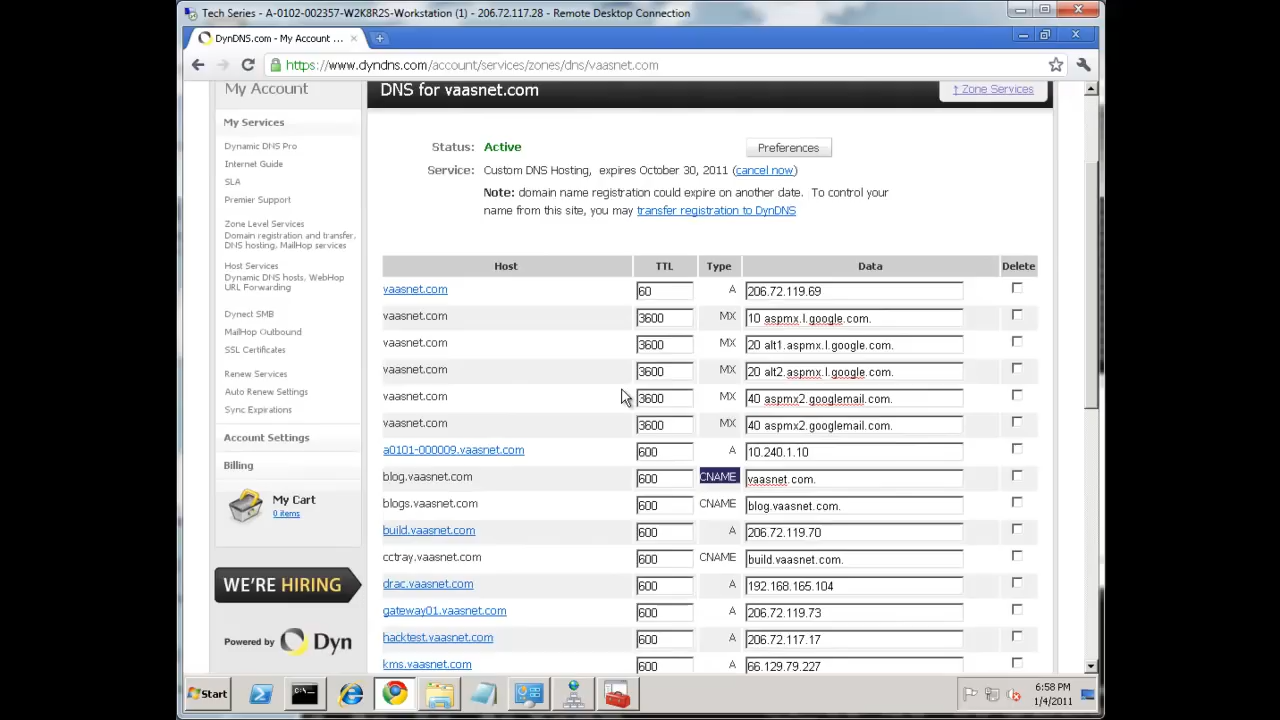 Tech Series - A-0102-002357-W2K8R2S-Workstation (1) - 206.72.117.28 - Remote Desktop Connection
DynDNS.com - My Account ...
https://www.dyndns.com/account/services/zones/dns/vaasnet.com
My Account
DNS for vaasnet.com
↑ Zone Services
My Services
Dynamic DNS Pro
Internet Guide
SLA
Premier Support
Zone Level Services
Domain registration and transfer,
DNS hosting, MailHop services
Host Services
Dynamic DNS hosts, WebHop
URL Forwarding
Dynect SMB
MailHop Outbound
SSL Certificates
Renew Services
Auto Renew Settings
Sync Expirations
Account Settings
Billing
My Cart
0 items
WE'RE HIRING
Powered by Dyn
Status: Active
Preferences
Service: Custom DNS Hosting, expires October 30, 2011 (cancel now)
Note: domain name registration could expire on another date. To control your
name from this site, you may transfer registration to DynDNS
Host TTL Type Data Delete
vaasnet.com 60 A 206.72.119.69
vaasnet.com 3600 MX 10 aspmx.l.google.com.
vaasnet.com 3600 MX 20 alt1.aspmx.l.google.com.
vaasnet.com 3600 MX 20 alt2.aspmx.l.google.com.
vaasnet.com 3600 MX 40 aspmx2.googlemail.com.
vaasnet.com 3600 MX 40 aspmx2.googlemail.com.
a0101-000009.vaasnet.com 600 A 10.240.1.10
blog.vaasnet.com 600 CNAME vaasnet.com.
blogs.vaasnet.com 600 CNAME blog.vaasnet.com.
build.vaasnet.com 600 A 206.72.119.70
cctray.vaasnet.com 600 CNAME build.vaasnet.com.
drac.vaasnet.com 600 A 192.168.165.104
gateway01.vaasnet.com 600 A 206.72.119.73
hacktest.vaasnet.com 600 A 206.72.117.17
kms.vaasnet.com 600 A 66.129.79.227
Start
6:58 PM
1/4/2011